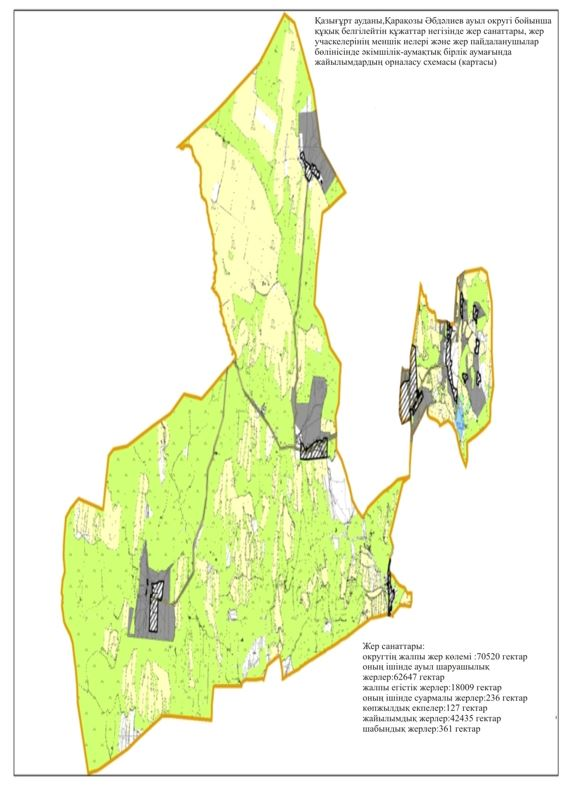 Қазығұрт ауданы,Қарақозы Әбдәлиев ауыл округі бойынша
құқық белгілейтін құжаттар негізінде жер санаттары, жер
учаскелерінің меншік иелері және жер пайдаланушылар
бөлінісінде әкімшілік-аумақтық бірлік аумағында
жайылымдардың орналасу схемасы (картасы)
Жер санаттары:
округтің жалпы жер көлемі :70520 гектар
оның ішінде ауыл шаруашылық
жерлер:62647 гектар
жалпы егістік жерлер:18009 гектар
оның ішінде суармалы жерлер:236 гектар
көпжылдық екпелер:127 гектар
жайылымдық жерлер:42435 гектар
шабындық жерлер:361 гектар